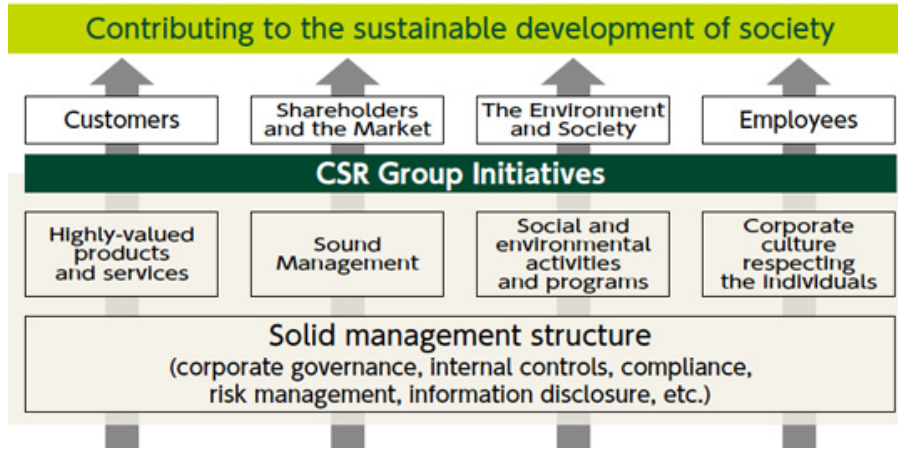 Contributing to the sustainable development of society
Customers
Shareholders
and the Market
The Environment
and Society
Employees
CSR Group Initiatives
Highly-valued
products
and services
Sound
Management
Social and
environmental
activities
and programs
Corporate
culture
respecting
the individuals
Solid management structure
(corporate governance, internal controls, compliance,
risk management, information disclosure, etc.)